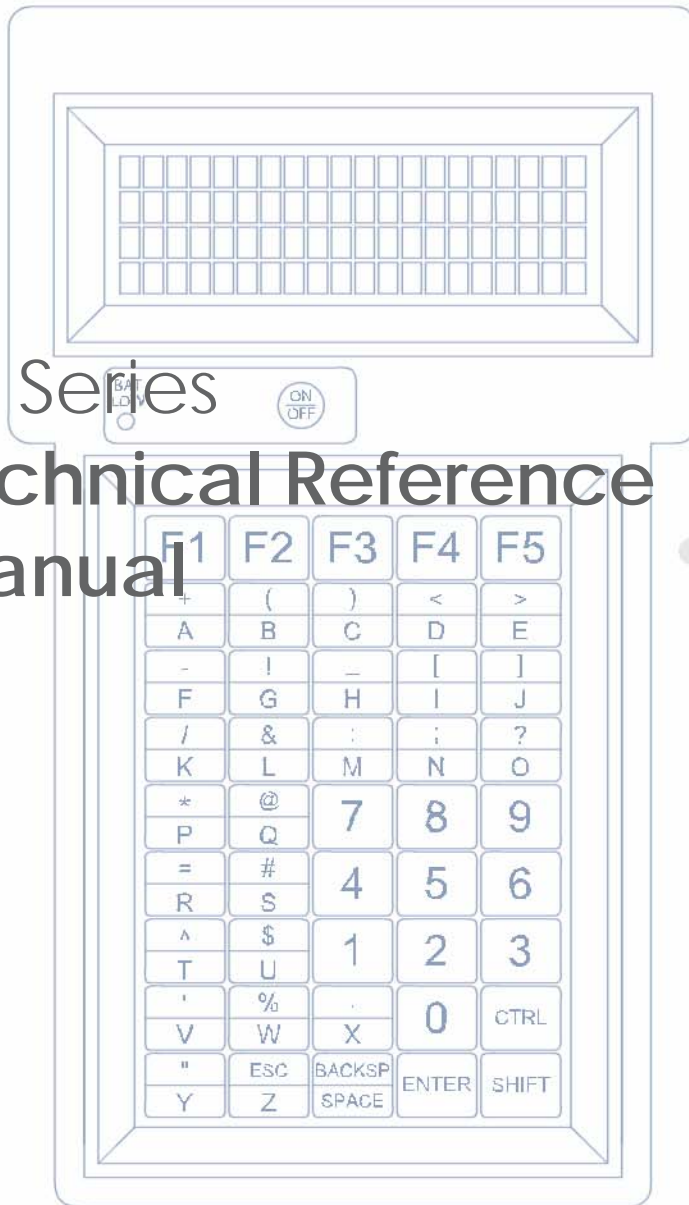 Series
BAT
LOW
ON
OFF
chnical Reference
anual
F1 F2 F3 F4 F5
+ ( ) < >
A B C D E
- ! _ [ ]
F G H I J
/ & : ; ?
K L M N O
* @ 7 8 9
P Q
= # 4 5 6
R S
^ $ 1 2 3
T U
' % . 0 CTRL
V W X
" ESC BACKSP ENTER SHIFT
Y Z SPACE